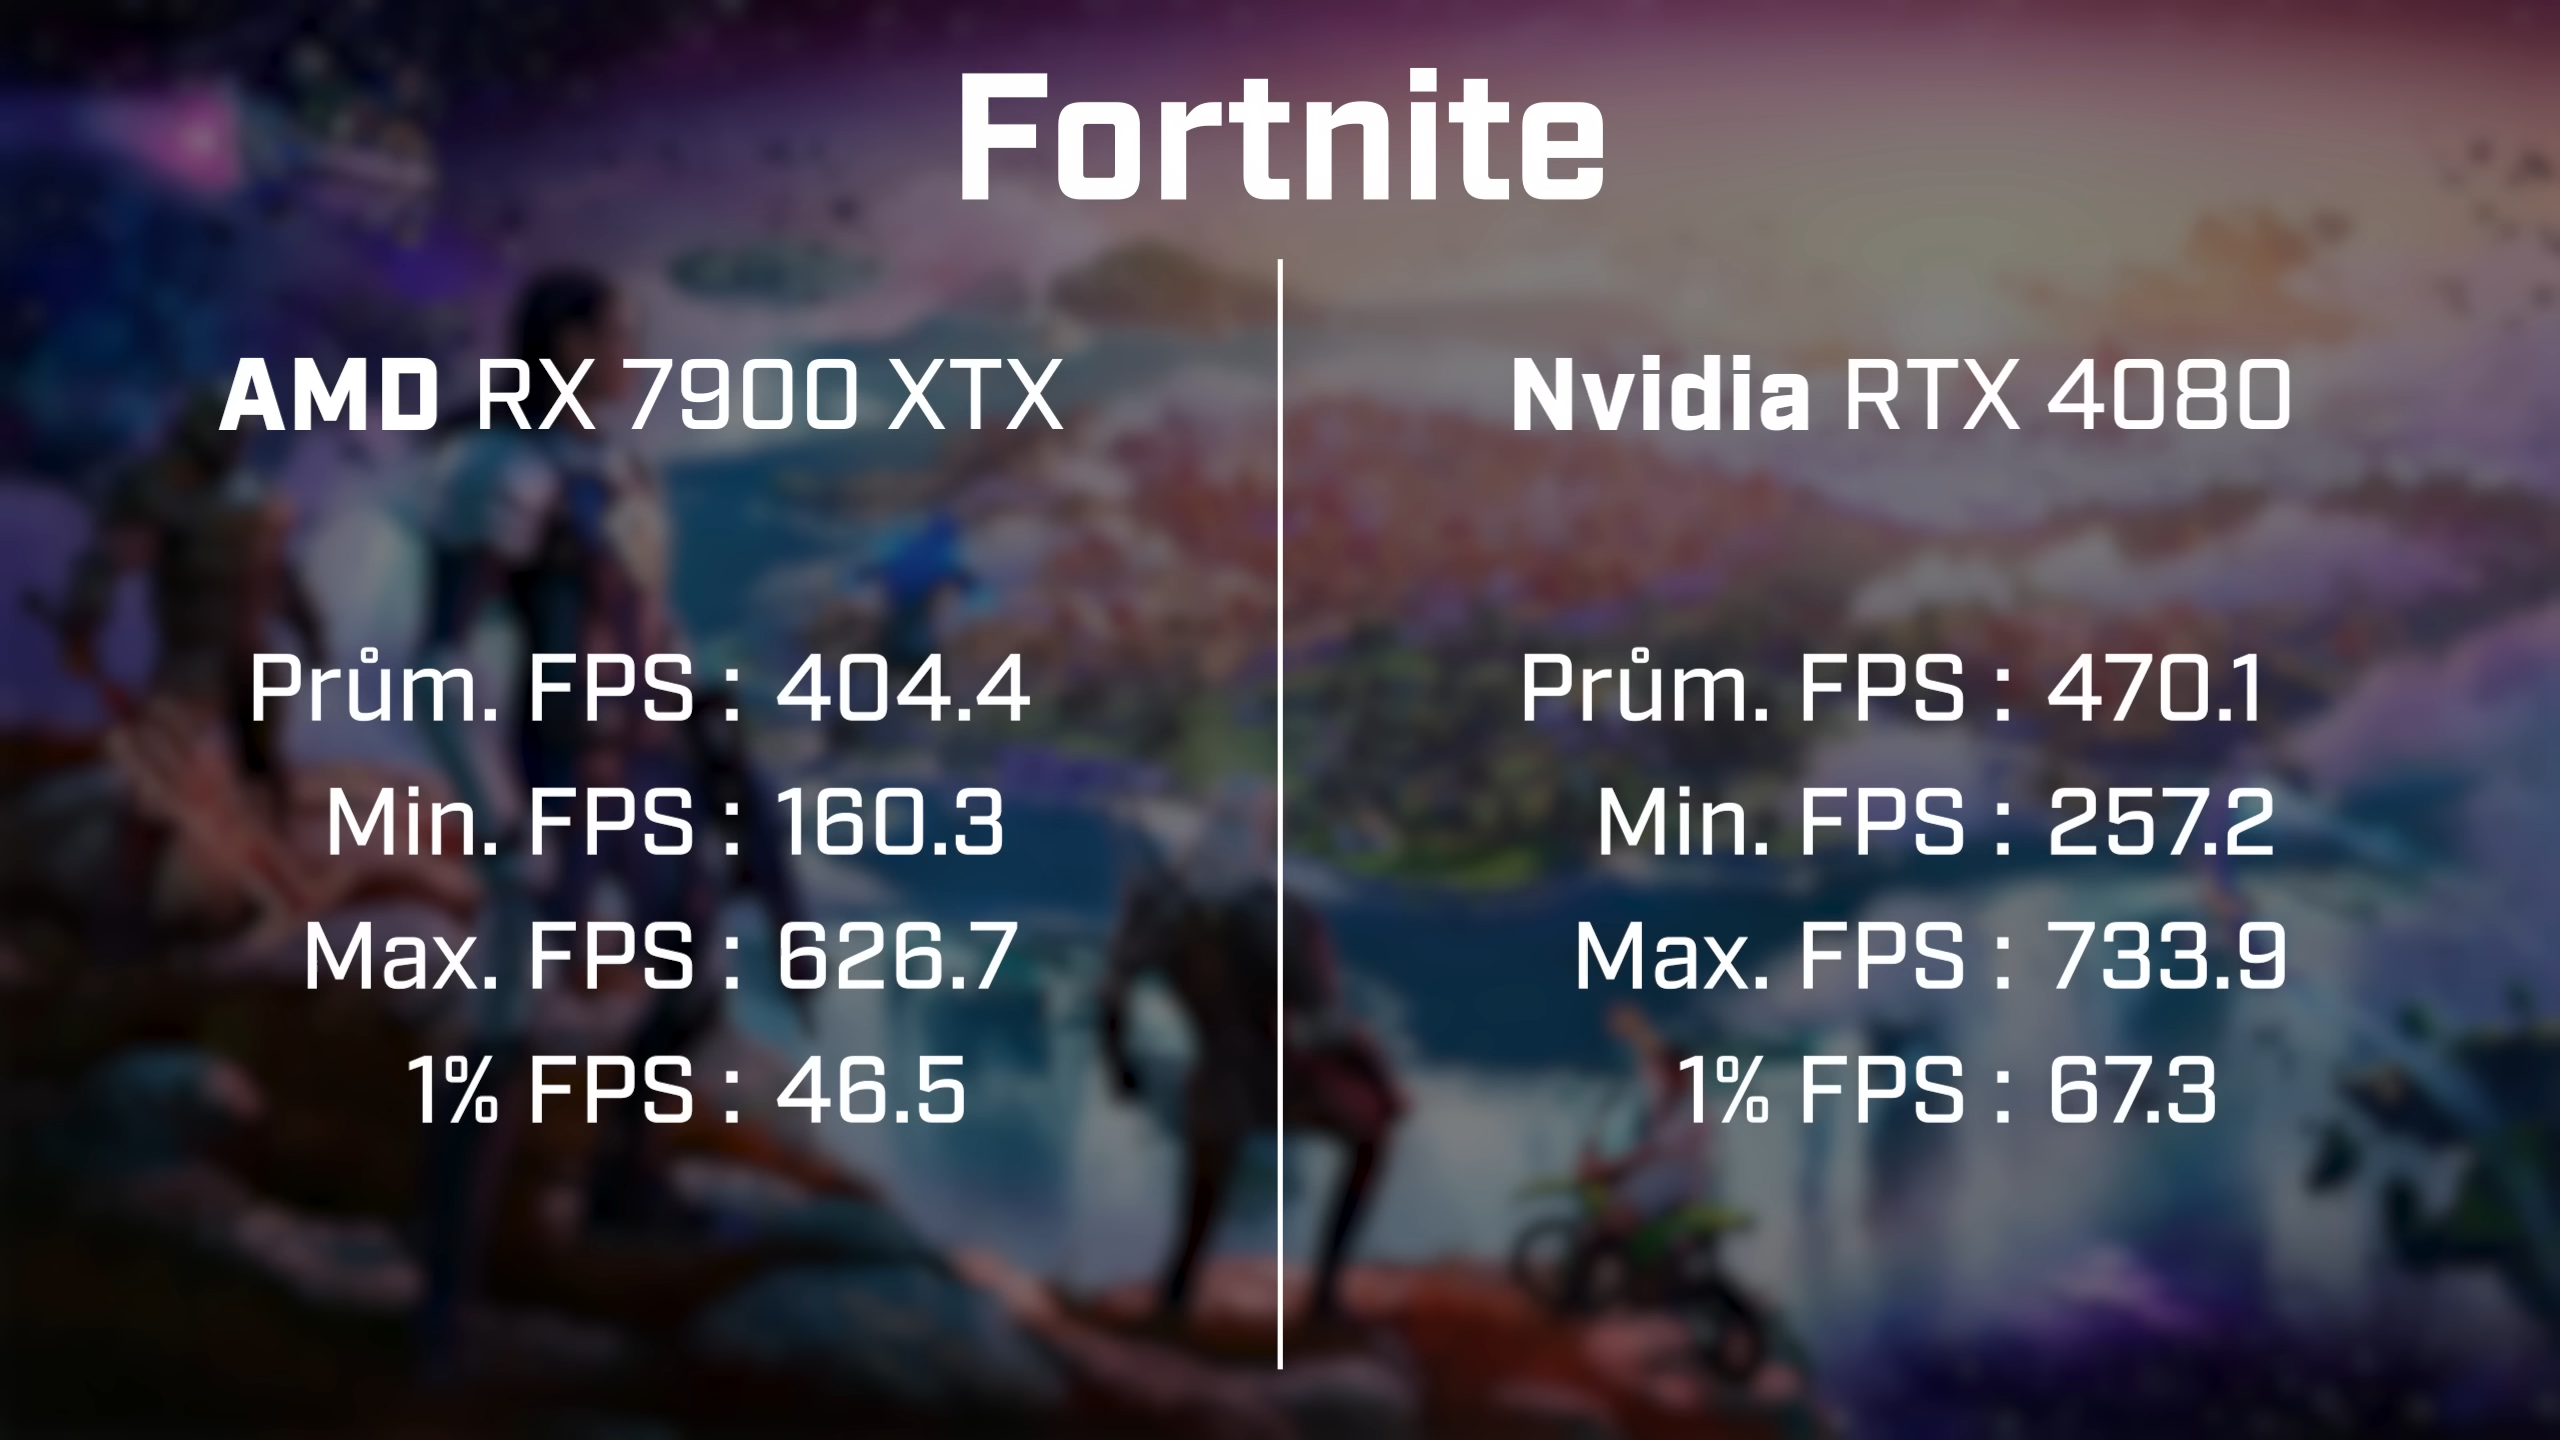 Fortnite
AMD RX 7900 XTX
Prům. FPS : 404.4
Min. FPS : 160.3
Max. FPS : 626.7
1% FPS : 46.5
Nvidia RTX 4080
Prům. FPS : 470.1
Min. FPS : 257.2
Max. FPS : 733.9
1% FPS : 67.3